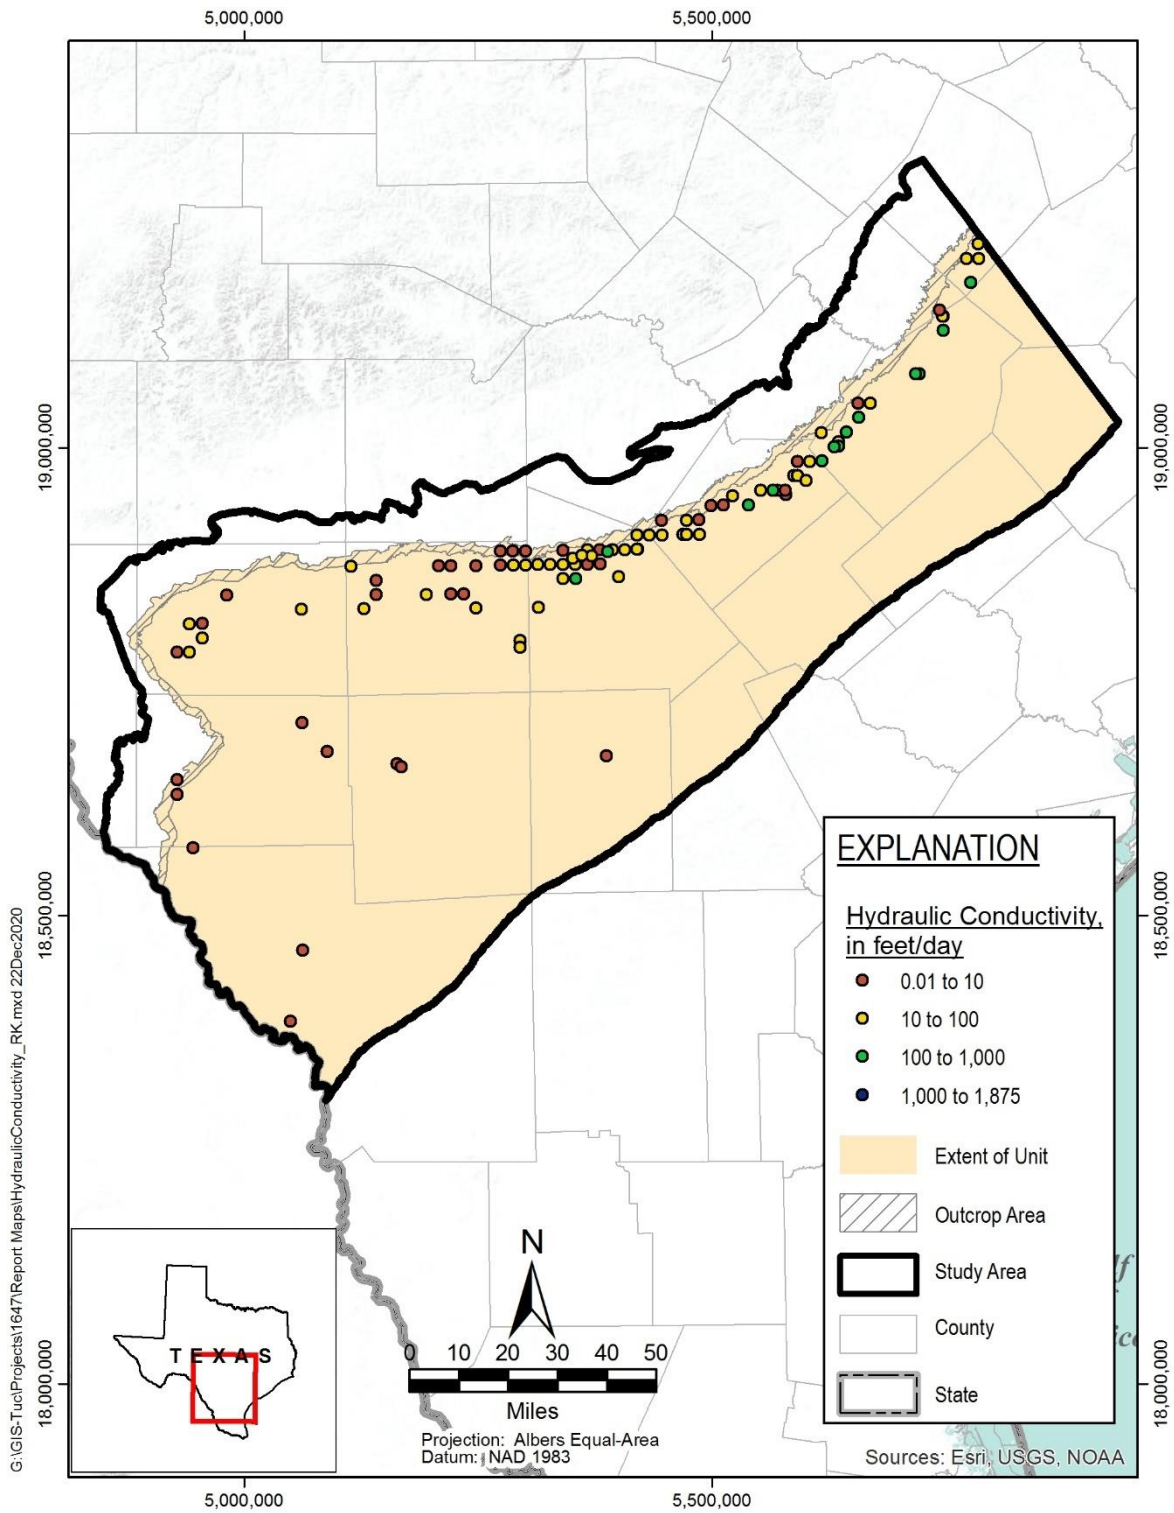 5,000,000
5,500,000
19,000,000
19,000,000
18,500,000
18,500,000
18,000,000
18,000,000
G:\GIS-Tuc\Projects\1647\Report Maps\HydraulicConductivity_RK.mxd 22Dec2020
EXPLANATION
Hydraulic Conductivity,
in feet/day
0.01 to 10
10 to 100
100 to 1,000
1,000 to 1,875
Extent of Unit
Outcrop Area
Study Area
County
State
TEXAS
N
0 10 20 30 40 50
Miles
Projection: Albers Equal-Area
Datum: NAD 1983
Sources: Esri, USGS, NOAA
5,000,000
5,500,000